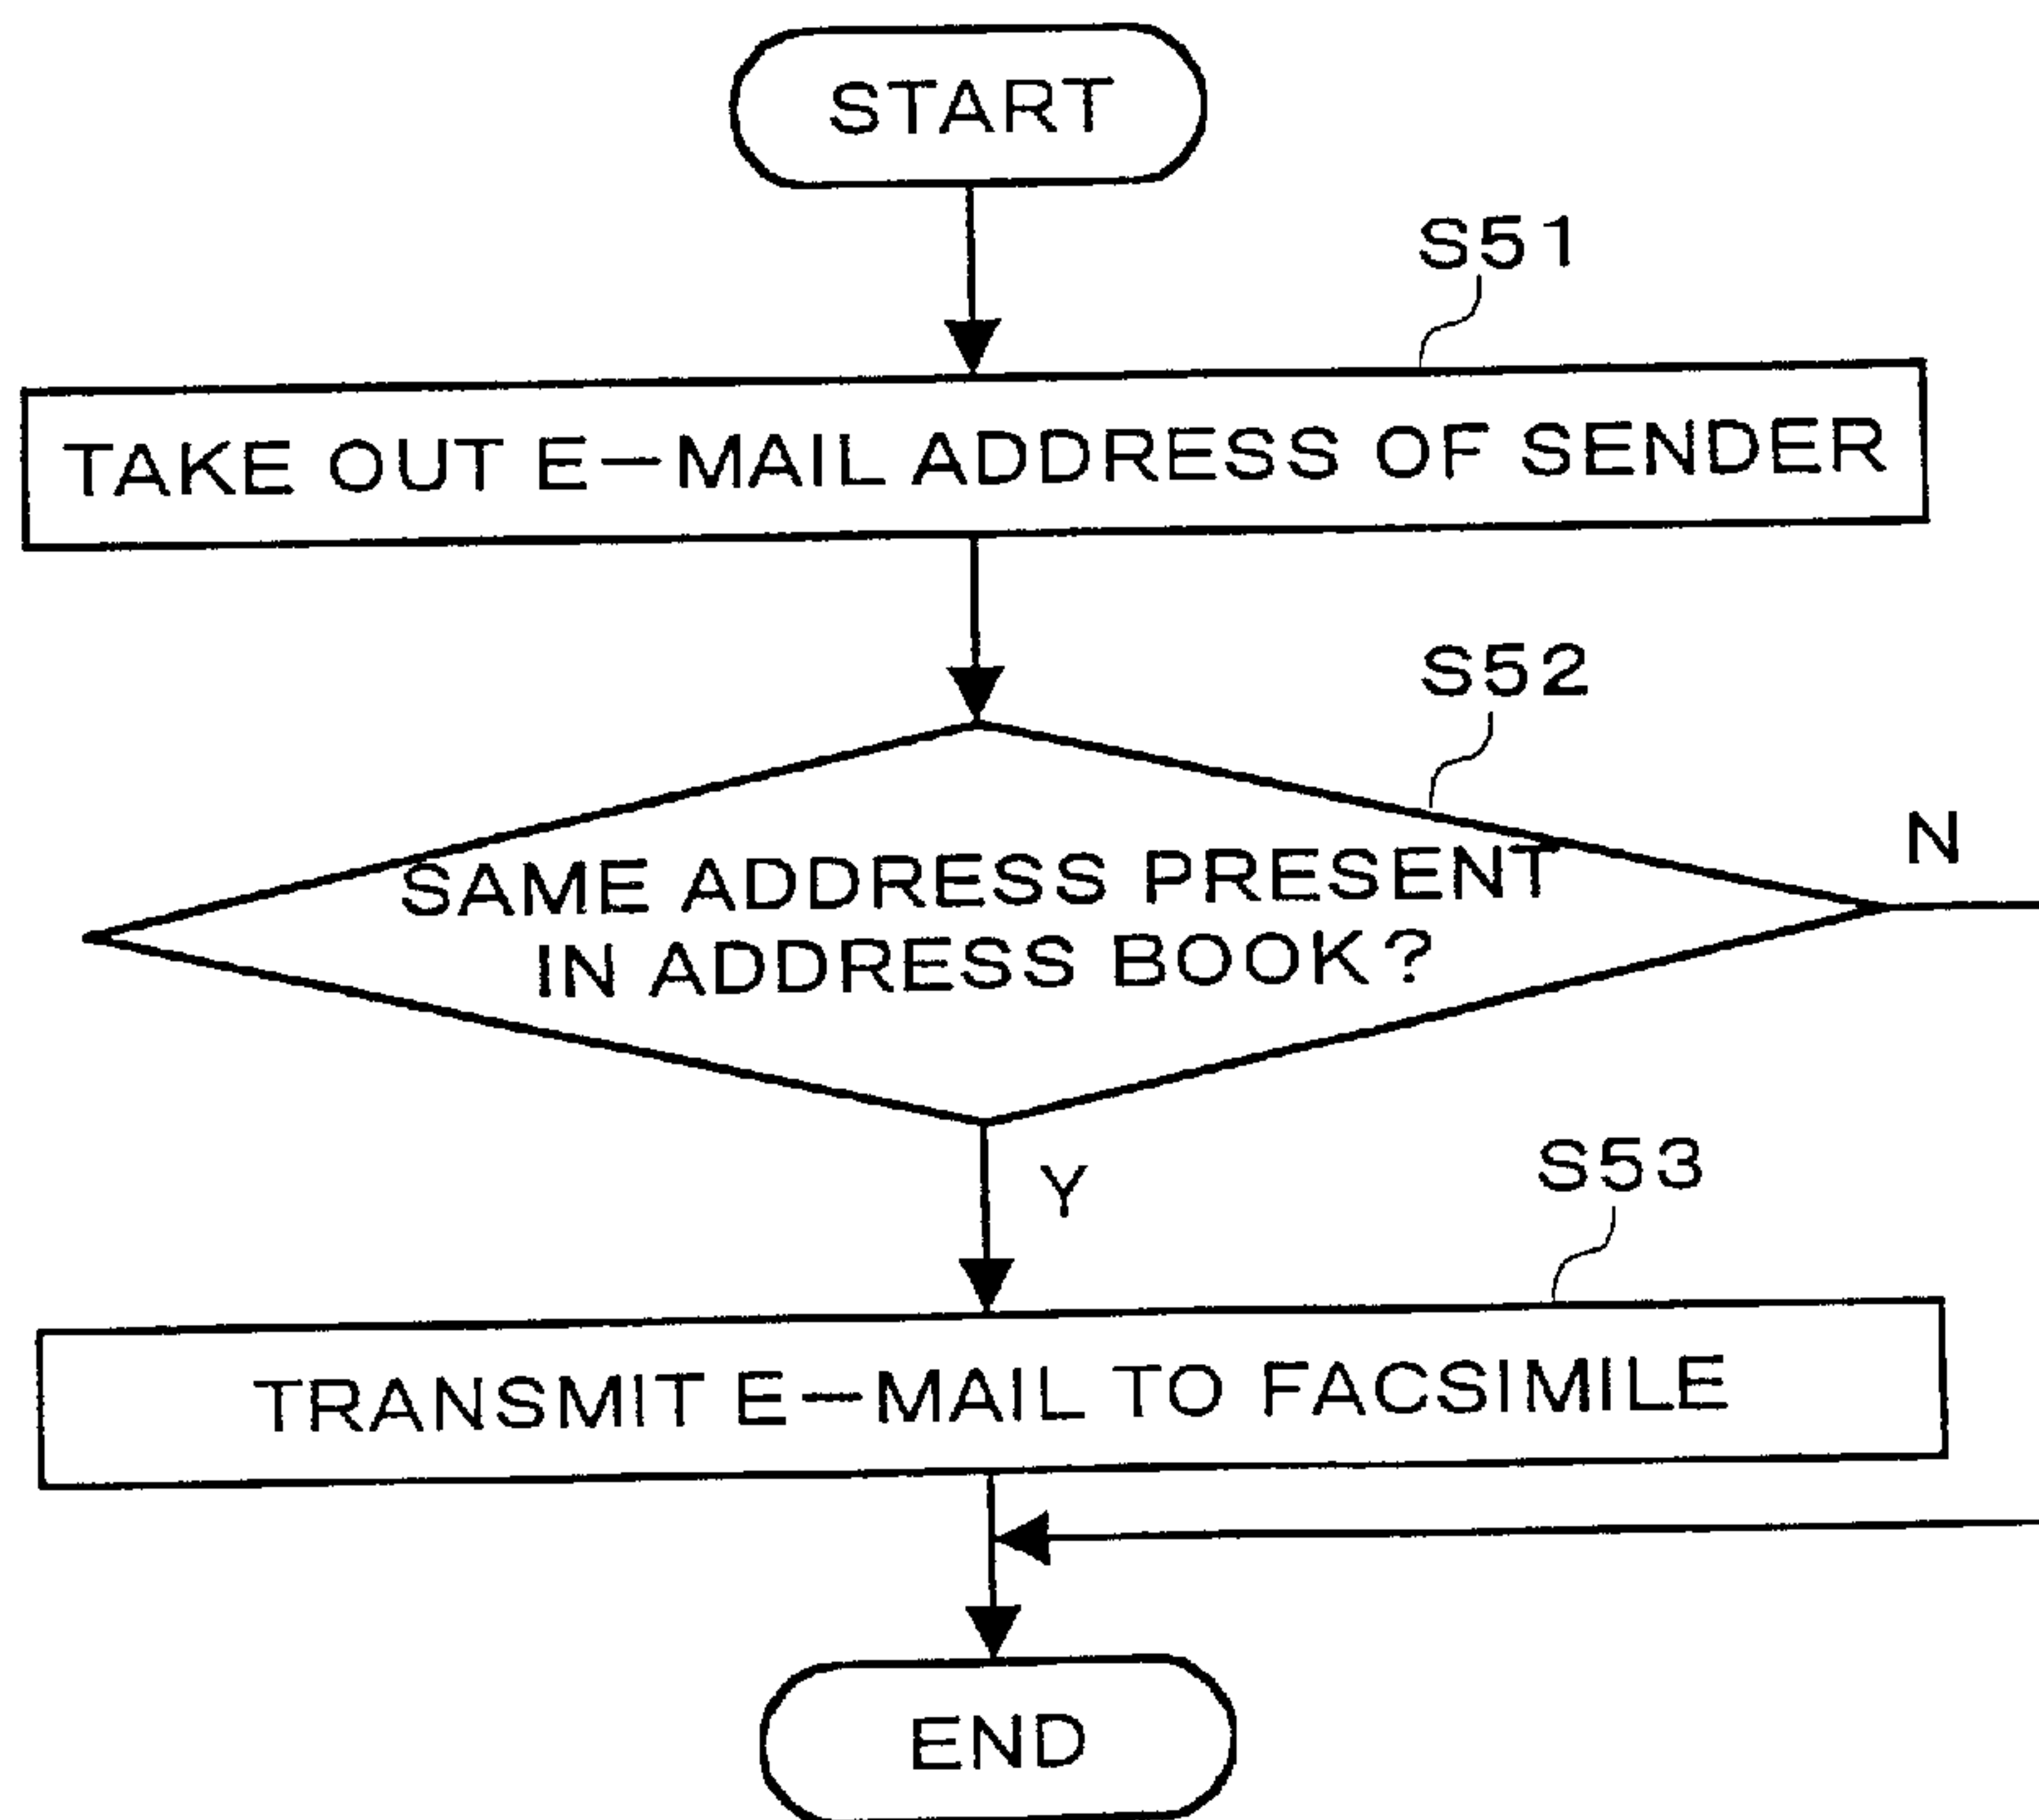 START
S51
TAKE OUT E-MAIL ADDRESS OF SENDER
S52
N
SAME ADDRESS PRESENT
IN ADDRESS BOOK?
Y
S53
TRANSMIT E-MAIL TO FACSIMILE
END